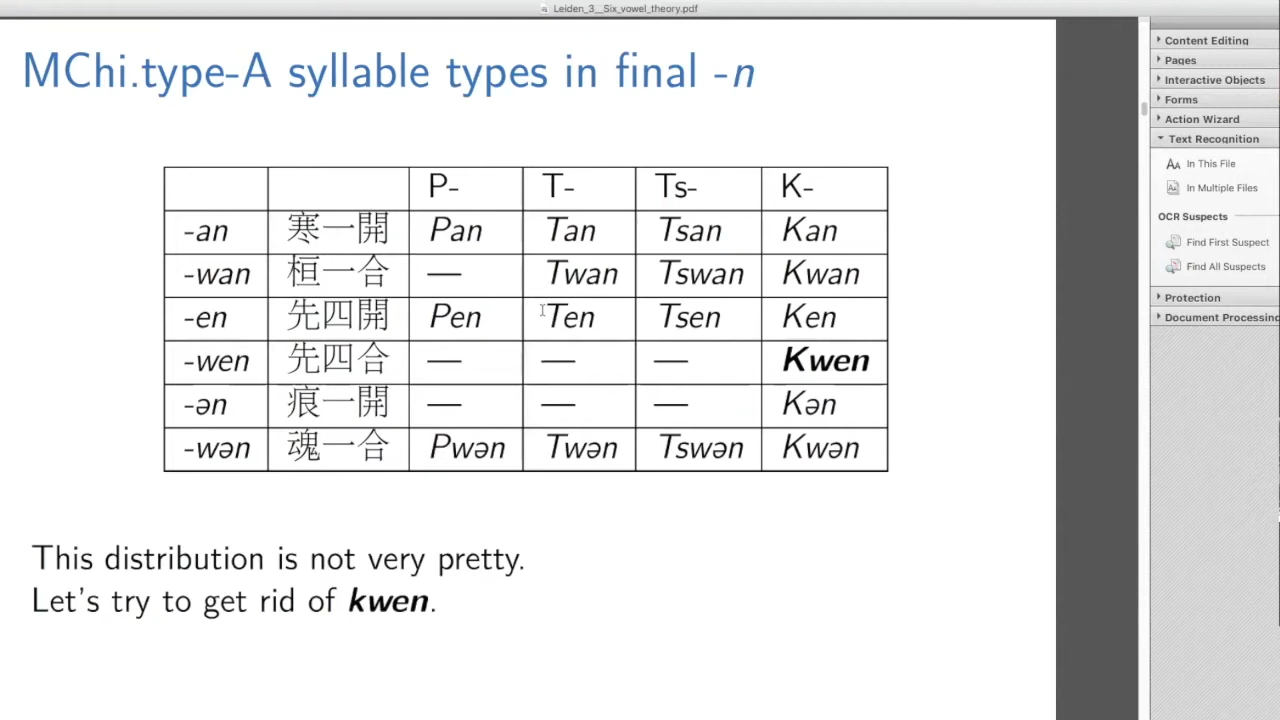 Leiden_3__Six_vowel_theory.pdf
MChi.type-A syllable types in final -n
P- T- Ts- K-
-an 寒一開 Pan Tan Tsan Kan
-wan 桓一合 — Twan Tswan Kwan
-en 先四開 Pen Ten Tsen Ken
-wen 先四合 — — — Kwen
-ən 痕一開 — — — Kən
-wən 魂一合 Pwən Twən Tswən Kwən
This distribution is not very pretty.
Let's try to get rid of kwen.
Content Editing
Pages
Interactive Objects
Forms
Action Wizard
Text Recognition
In This File
In Multiple Files
OCR Suspects
Find First Suspect
Find All Suspects
Protection
Document Processing